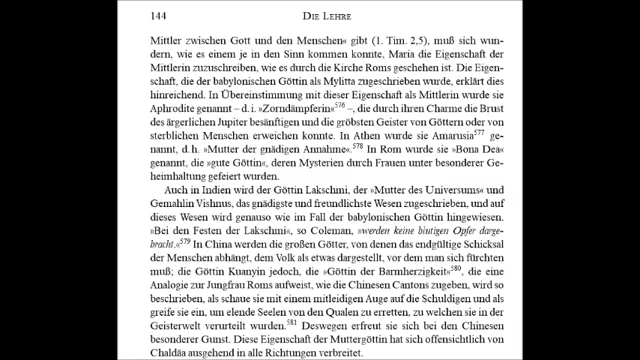 144 DIE LEHRE
Mittler zwischen Gott und den Menschen« gibt (1. Tim. 2,5), muß sich wun-
dern, wie es einem je in den Sinn kommen konnte, Maria die Eigenschaft der
Mittlerin zuzuschreiben, wie es durch die Kirche Roms geschehen ist. Die Eigen-
schaft, die der babylonischen Göttin als Mylitta zugeschrieben wurde, erklärt dies
hinreichend. In Übereinstimmung mit dieser Eigenschaft als Mittlerin wurde sie
Aphrodite genannt – d. i. »Zorndämpferin«576 –, die durch ihren Charme die Brust
des ärgerlichen Jupiter besänftigen und die gröbsten Geister von Göttern oder von
sterblichen Menschen erweichen konnte. In Athen wurde sie Amarusia577 ge-
nannt, d. h. »Mutter der gnädigen Annahme«.578 In Rom wurde sie »Bona Dea«
genannt, die »gute Göttin«, deren Mysterien durch Frauen unter besonderer Ge-
heimhaltung gefeiert wurden.
Auch in Indien wird der Göttin Lakschmi, der »Mutter des Universums« und
Gemahlin Vishnus, das gnädigste und freundlichste Wesen zugeschrieben, und auf
dieses Wesen wird genauso wie im Fall der babylonischen Göttin hingewiesen.
»Bei den Festen der Lakschmi«, so Coleman, »werden keine blutigen Opfer darge-
bracht.«579 In China werden die großen Götter, von denen das endgültige Schicksal
der Menschen abhängt, dem Volk als etwas dargestellt, vor dem man sich fürchten
muß; die Göttin Kuanyin jedoch, die »Göttin der Barmherzigkeit«580, die eine
Analogie zur Jungfrau Roms aufweist, wie die Chinesen Cantons zugeben, wird so
beschrieben, als schaue sie mit einem mitleidigen Auge auf die Schuldigen und als
greife sie ein, um elende Seelen von den Qualen zu erretten, zu welchen sie in der
Geisterwelt verurteilt wurden.581 Deswegen erfreut sie sich bei den Chinesen
besonderer Gunst. Diese Eigenschaft der Muttergöttin hat sich offensichtlich von
Chaldäa ausgehend in alle Richtungen verbreitet.